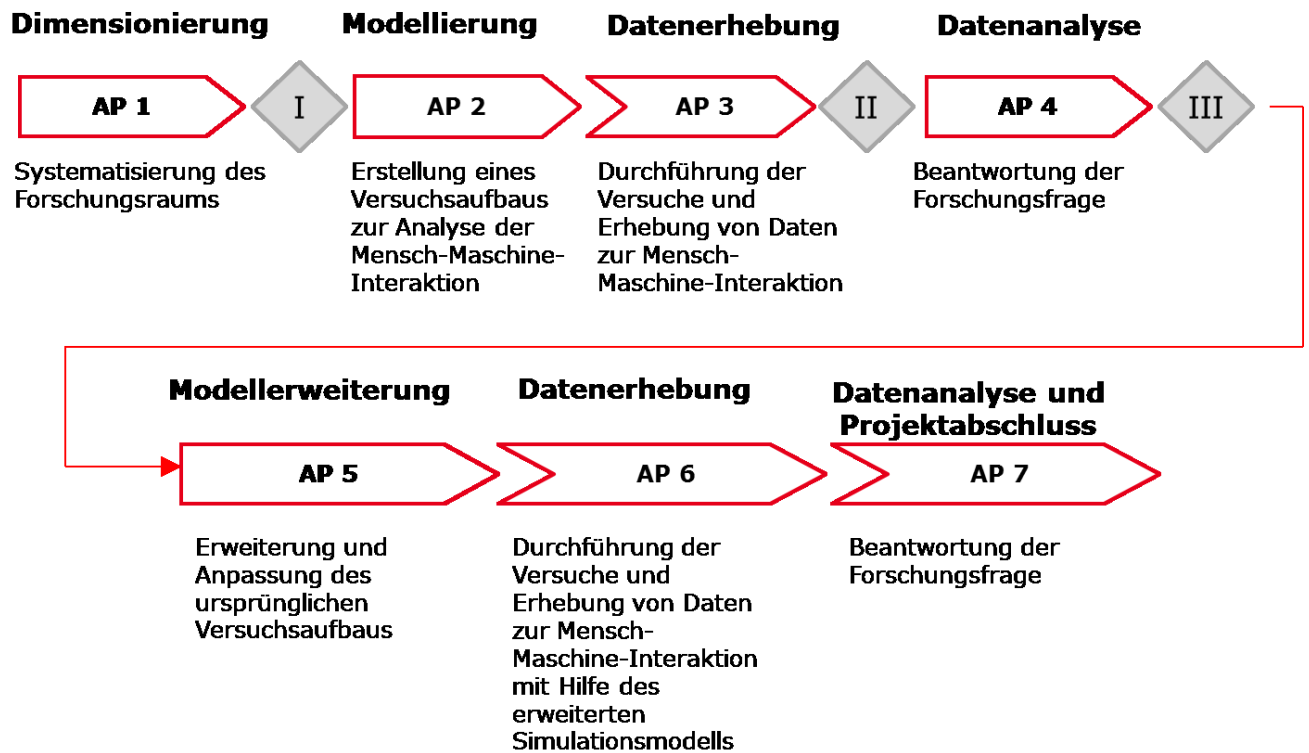 Dimensionierung
AP 1
Systematisierung des
Forschungsraums
I
Modellierung
AP 2
Erstellung eines
Versuchsaufbaus
zur Analyse der
Mensch-Maschine-
Interaktion
Datenerhebung
AP 3
Durchführung der
Versuche und
Erhebung von Daten
zur Mensch-
Maschine-Interaktion
II
Datenanalyse
AP 4
Beantwortung der
Forschungsfrage
III
Modellerweiterung
AP 5
Erweiterung und
Anpassung des
ursprünglichen
Versuchsaufbaus
Datenerhebung
AP 6
Durchführung der
Versuche und
Erhebung von Daten
zur Mensch-
Maschine-Interaktion
mit Hilfe des
erweiterten
Simulationsmodells
Datenanalyse und
Projektabschluss
AP 7
Beantwortung der
Forschungsfrage